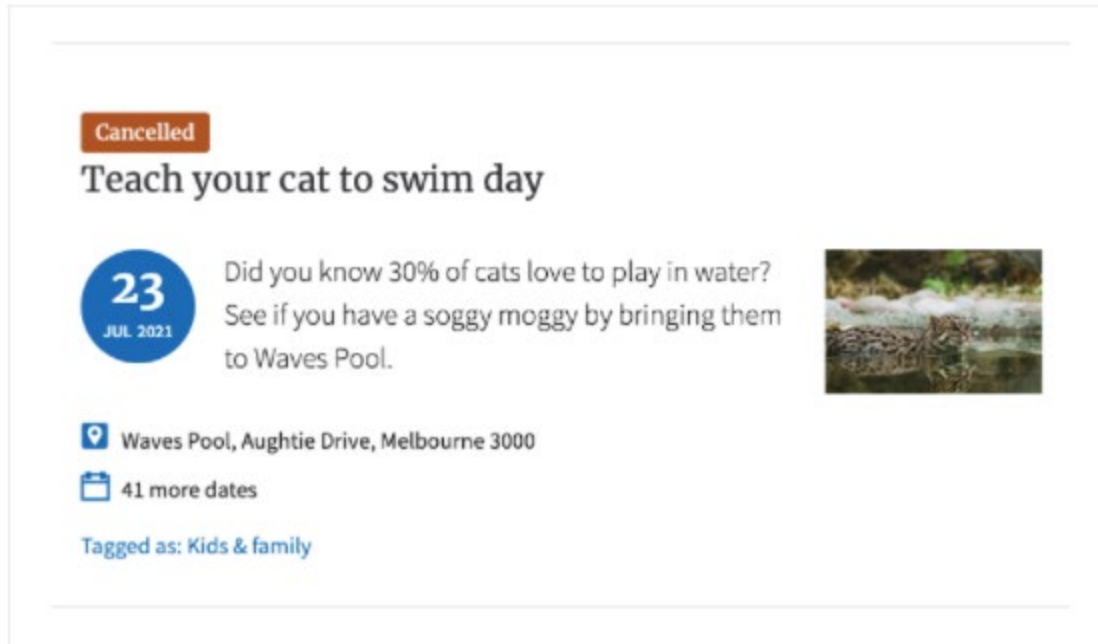 Cancelled
Teach your cat to swim day
23
JUL 2021
Did you know 30% of cats love to play in water?
See if you have a soggy moggy by bringing them
to Waves Pool.
Waves Pool, Aughtie Drive, Melbourne 3000
41 more dates
Tagged as: Kids & family